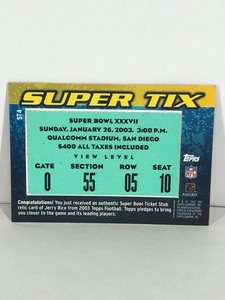 SUPER TIX
ST4
SUPER BOWL XXXVII
SUNDAY, JANUARY 26, 2003, 3:00 P.M.
QUALCOMM STADIUM, SAN DIEGO
$400 ALL TAXES INCLUDED
VIEW LEVEL
GATE SECTION ROW SEAT
0 55 05 10
Topps
NFL
PLAYERS
Congratulations! You just received an authentic Super Bowl Ticket Stub
relic card of Jerry Rice from 2003 Topps Football. Topps pledges to bring
you closer to the game and its leading players.